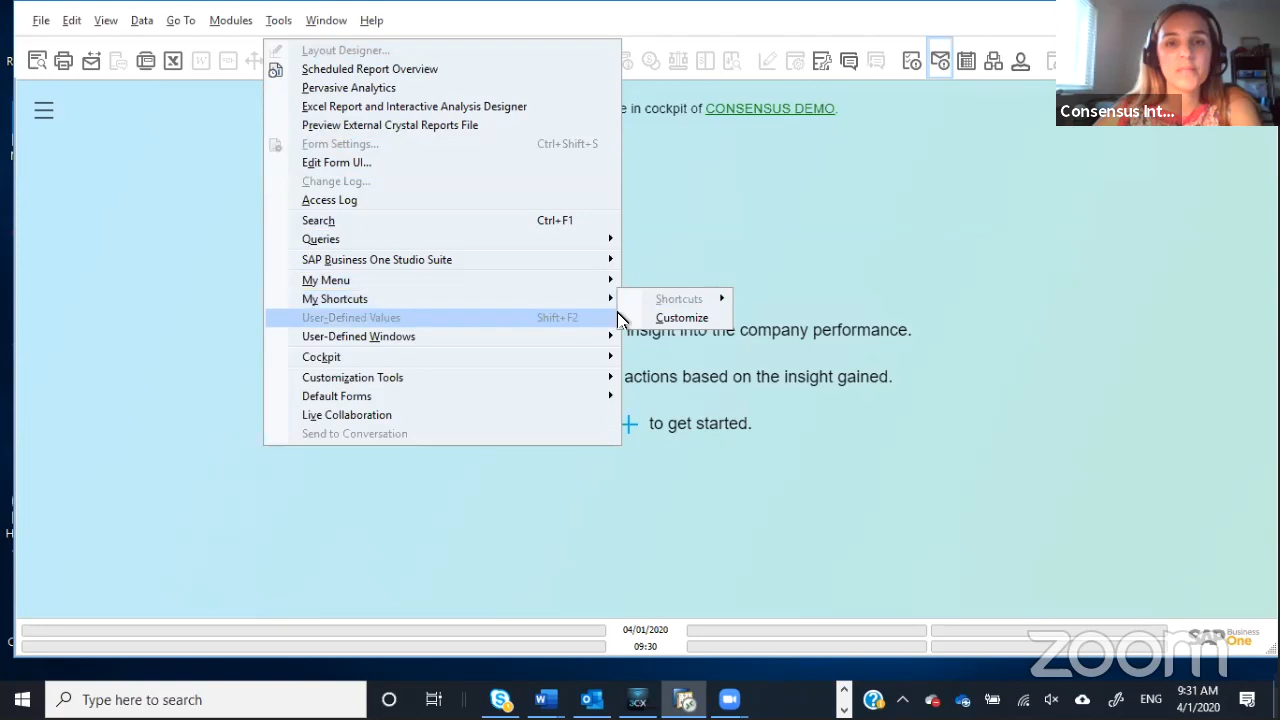 File Edit View Data Go To Modules Tools Window Help
Layout Designer...
Scheduled Report Overview
Pervasive Analytics
Excel Report and Interactive Analysis Designer
Preview External Crystal Reports File
Form Settings... Ctrl+Shift+S
Edit Form UI...
Change Log...
Access Log
Search Ctrl+F1
Queries
SAP Business One Studio Suite
My Menu
My Shortcuts
User-Defined Values Shift+F2
User-Defined Windows
Cockpit
Customization Tools
Default Forms
Live Collaboration
Send to Conversation
Shortcuts
Customize
e in cockpit of CONSENSUS DEMO.
insight into the company performance.
actions based on the insight gained.
+ to get started.
Consensus Int...
04/01/2020
09:30
SAP Business One
zoom
Type here to search
3CX
ENG
9:31 AM
4/1/2020